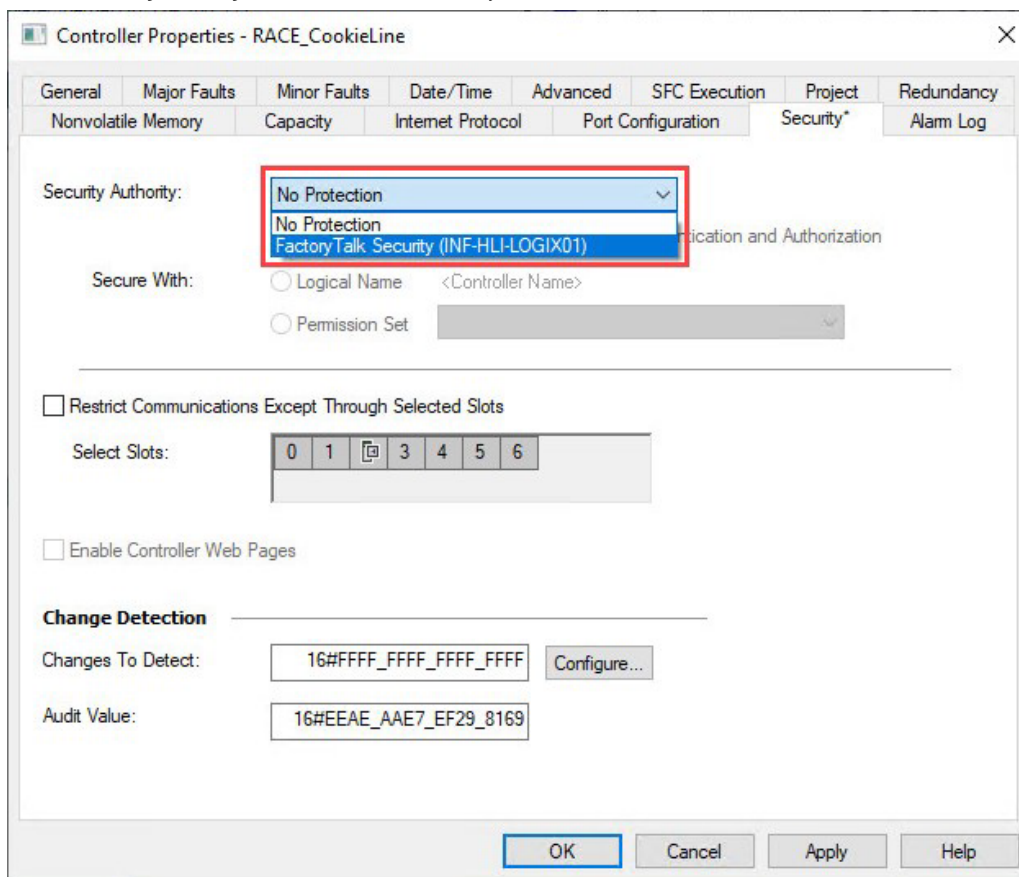 Controller Properties - RACE_CookieLine
General Major Faults Minor Faults Date/Time Advanced SFC Execution Project Redundancy
Nonvolatile Memory Capacity Internet Protocol Port Configuration Security* Alarm Log
Security Authority: No Protection
No Protection
FactoryTalk Security (INF-HLI-LOGIX01)
and Authorization
Secure With: Logical Name <Controller Name>
Permission Set
Restrict Communications Except Through Selected Slots
Select Slots: 0 1 3 4 5 6
Enable Controller Web Pages
Change Detection
Changes To Detect: 16#FFFF_FFFF_FFFF_FFFF Configure...
Audit Value: 16#EEAE_AAE7_EF29_8169
OK Cancel Apply Help